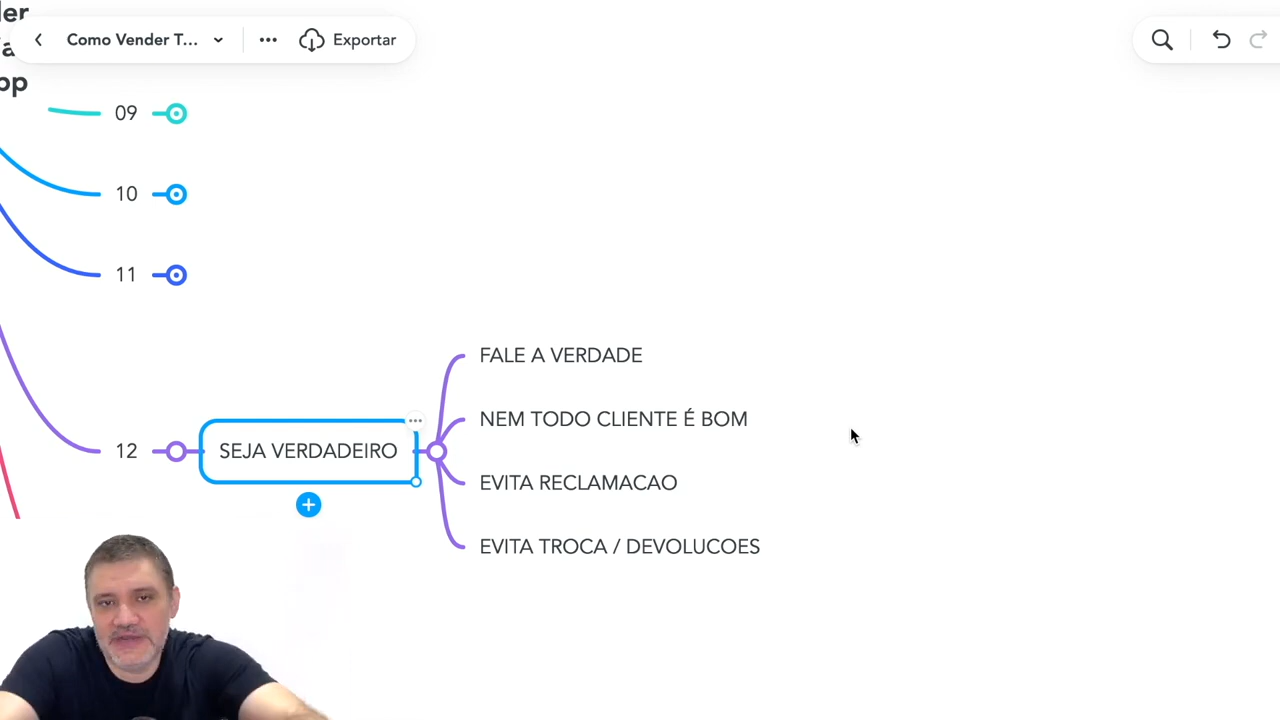 Como Vender T...
Exportar
09
10
11
12
SEJA VERDADEIRO
FALE A VERDADE
NEM TODO CLIENTE É BOM
EVITA RECLAMACAO
EVITA TROCA / DEVOLUCOES